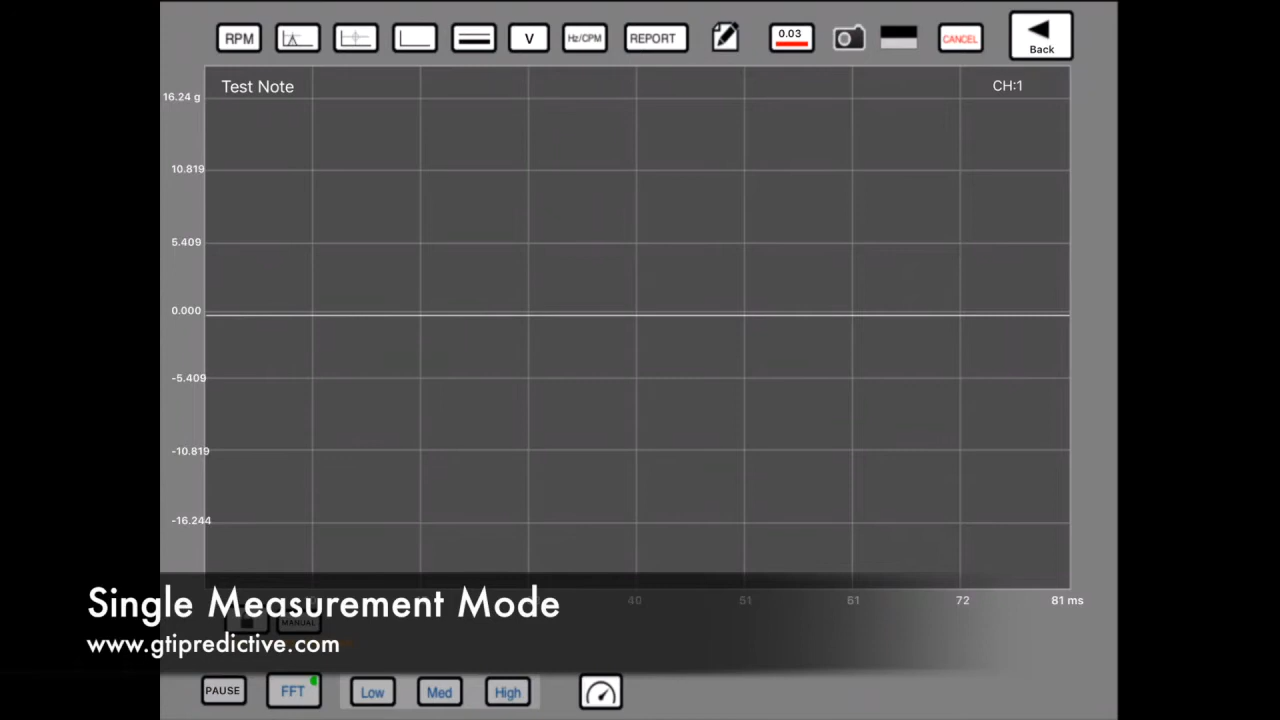 RPM
V
Hz/CPM
REPORT
0.03
CANCEL
Back
Test Note
CH:1
16.24 g
10.819
5.409
0.000
-5.409
-10.819
-16.244
40
51
61
72
81 ms
Single Measurement Mode
MANUAL
www.gtipredictive.com
PAUSE
FFT
Low
Med
High